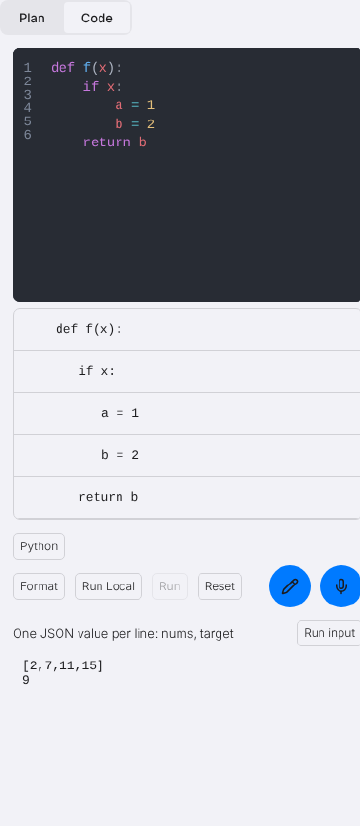 Plan Code
1 def f(x):
2     if x:
3         a = 1
4         b = 2
5     return b
6
def f(x):
    if x:
        a = 1
        b = 2
    return b
Python
Format Run Local Run Reset
One JSON value per line: nums, target Run input
[2,7,11,15]
9